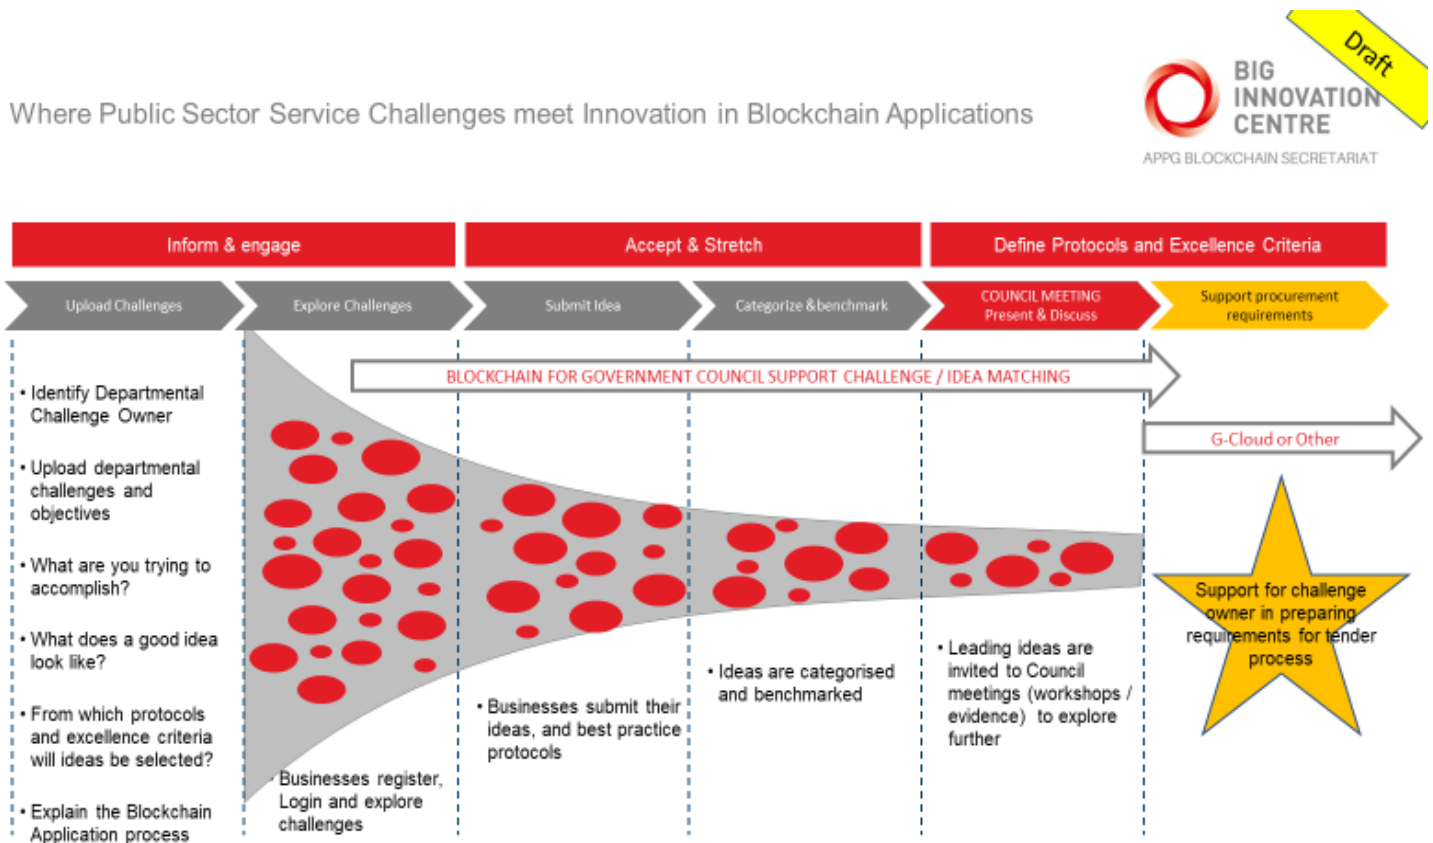 Draft
BIG
INNOVATION
CENTRE
APPG BLOCKCHAIN SECRETARIAT
Where Public Sector Service Challenges meet Innovation in Blockchain Applications
Inform & engage
Accept & Stretch
Define Protocols and Excellence Criteria
Upload Challenges
Explore Challenges
Submit Idea
Categorize &benchmark
COUNCIL MEETING
Present & Discuss
Support procurement
requirements
BLOCKCHAIN FOR GOVERNMENT COUNCIL SUPPORT CHALLENGE / IDEA MATCHING
G-Cloud or Other
• Identify Departmental
Challenge Owner
• Upload departmental
challenges and
objectives
• What are you trying to
accomplish?
• What does a good idea
look like?
• From which protocols
and excellence criteria
will ideas be selected?
• Explain the Blockchain
Application process
• Businesses register,
Login and explore
challenges
• Businesses submit their
ideas, and best practice
protocols
• Ideas are categorised
and benchmarked
• Leading ideas are
invited to Council
meetings (workshops /
evidence) to explore
further
Support for challenge
owner in preparing
requirements for tender
process